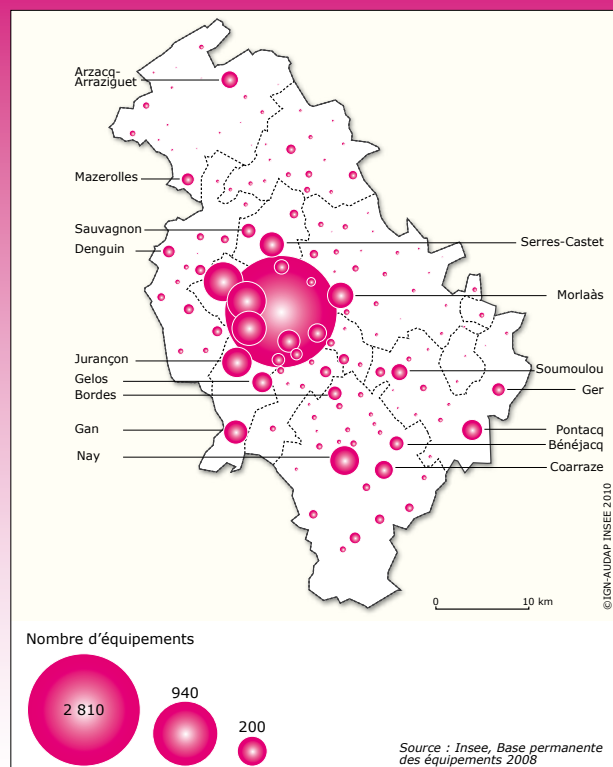 Arzacq-
Arraziguet
Mazerolles
Sauvagnon
Denguin
Serres-Castet
Morlaàs
Jurançon
Gelos
Bordes
Gan
Nay
Soumoulou
Ger
Pontacq
Bénéjacq
Coarraze
©IGN-AUDAP INSEE 2010
0 10 km
Nombre d’équipements
2 810
940
200
Source : Insee, Base permanente
des équipements 2008